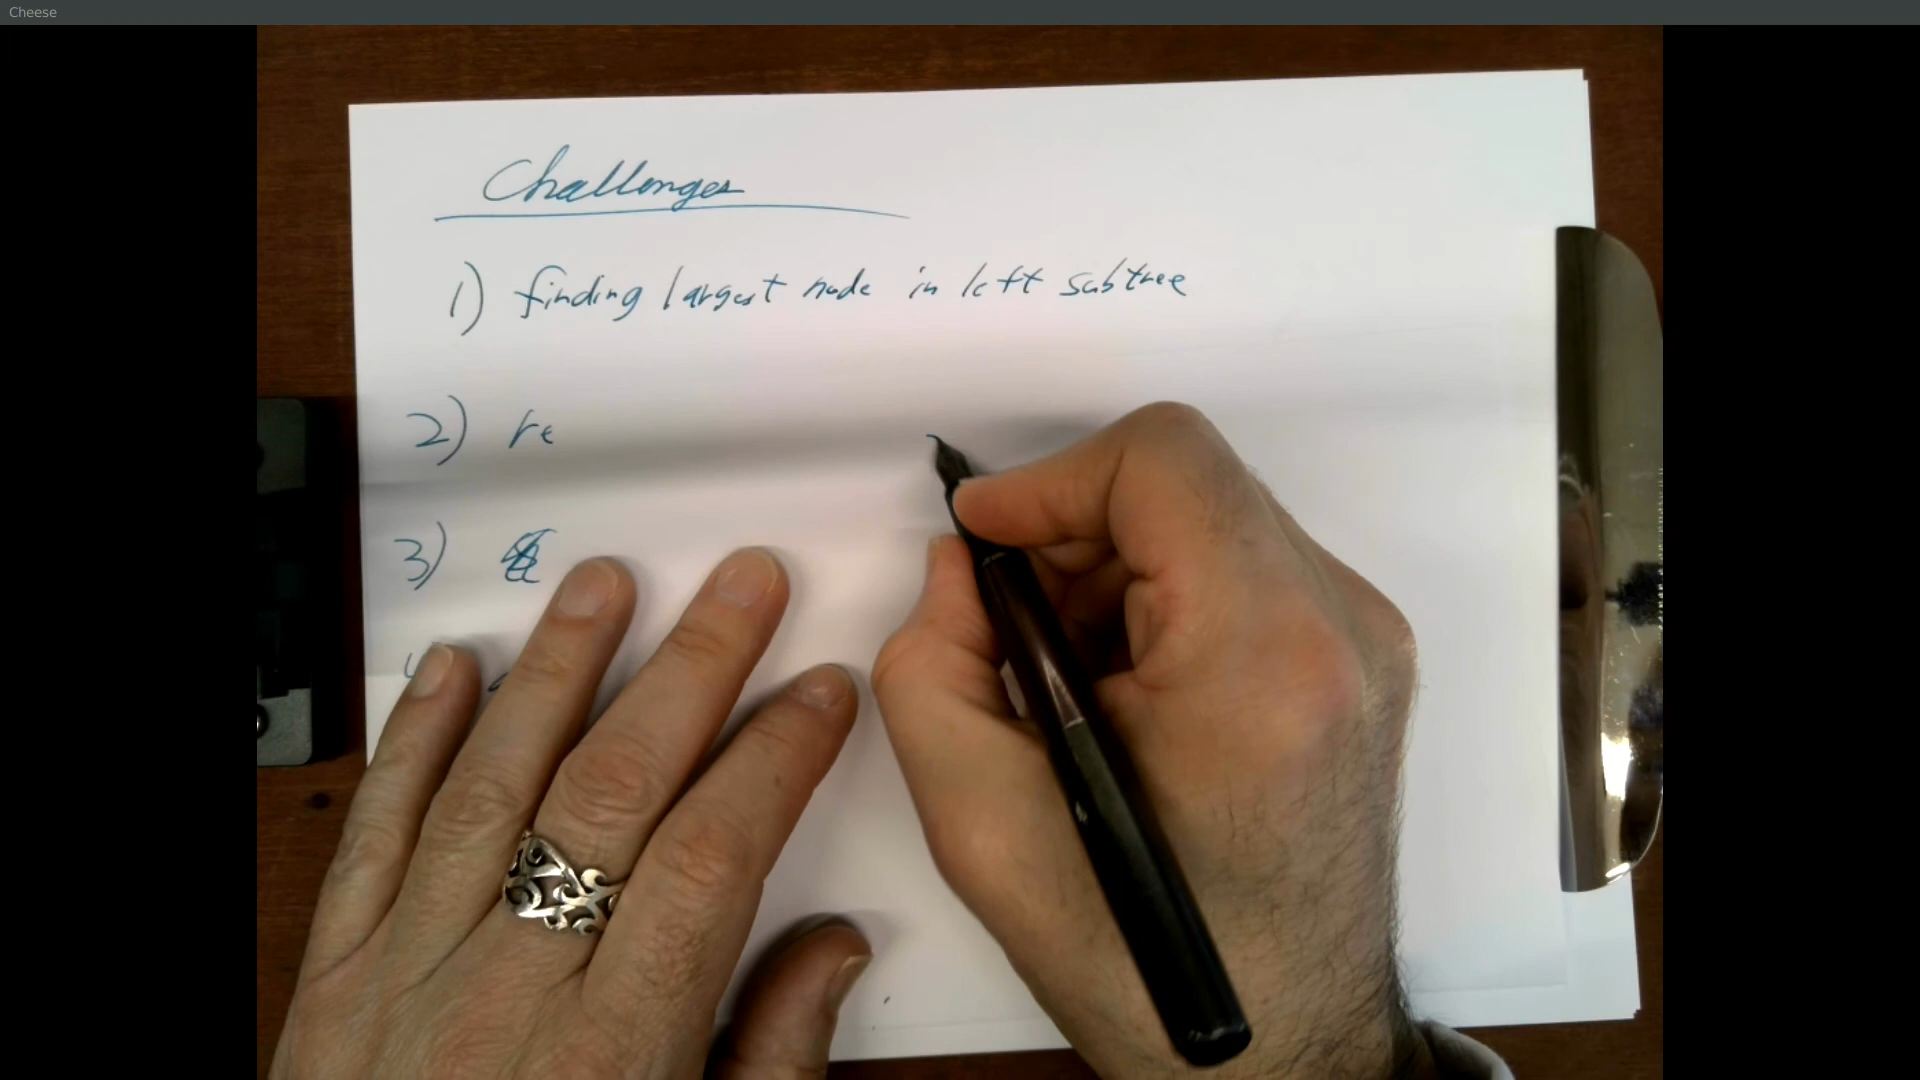 Cheese
Challenges
1) finding largest node in left subtree
2) re
3)